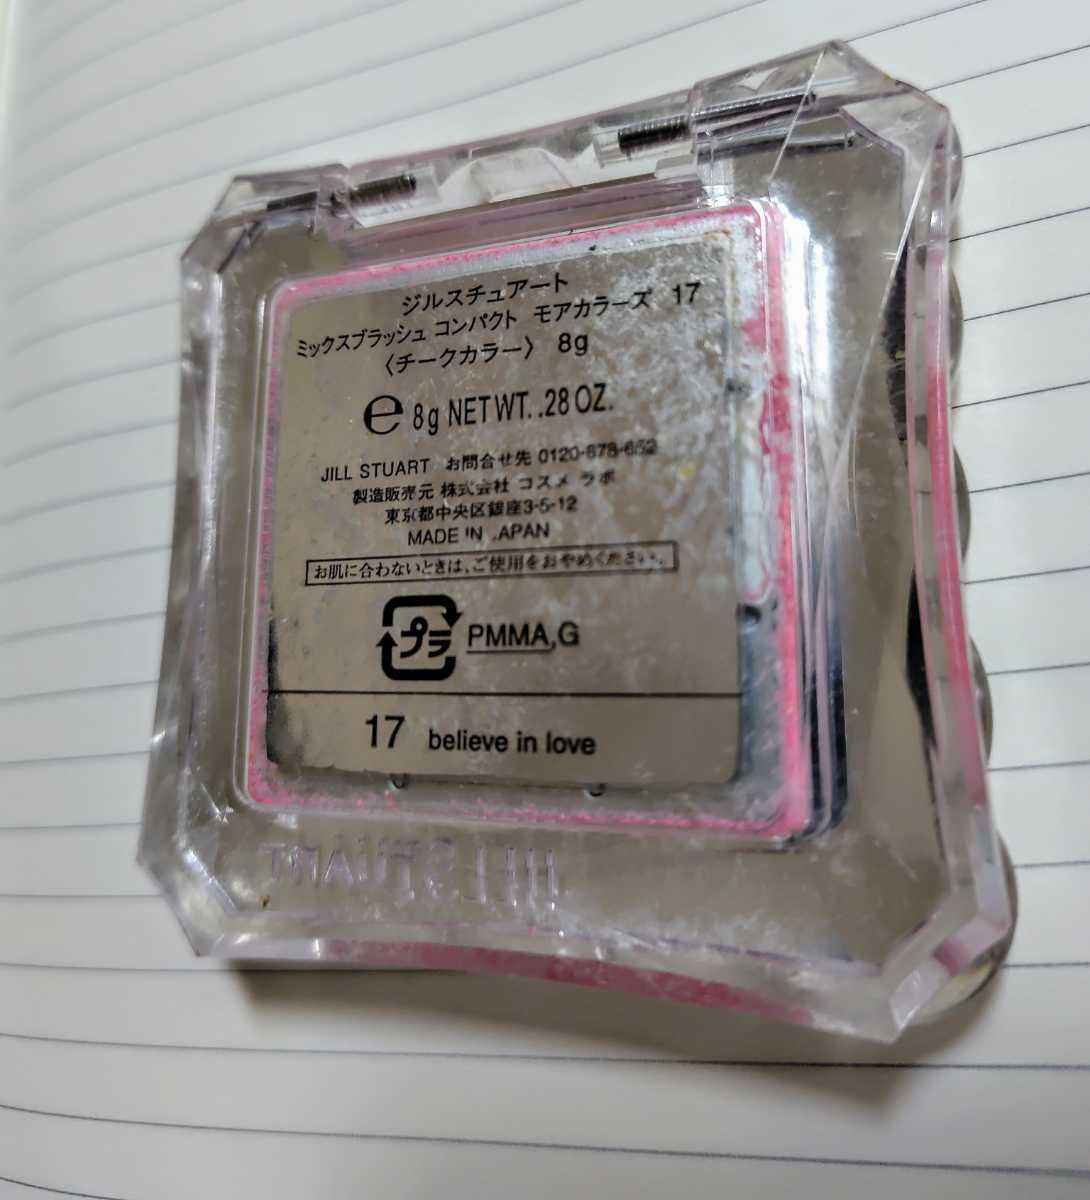 ジルスチュアート
ミックスブラッシュ コンパクト モアカラーズ 17
〈チークカラー〉 8g
℮ 8g NET WT. .28 OZ.
JILL STUART お問合せ先 0120-878-652
製造販売元 株式会社 コスメ ラボ
東京都中央区銀座3-5-12
MADE IN JAPAN
お肌に合わないときは、ご使用をおやめください。
プラ PMMA,G
17 believe in love
JILL STUART